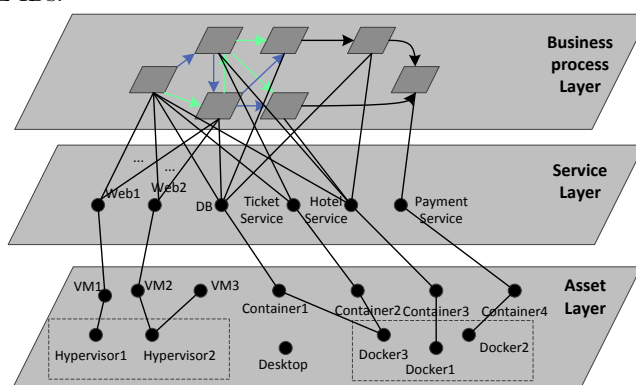 Business
process
Layer
...
...
Service
Layer
Web1
Web2
DB
Ticket
Service
Hotel
Service
Payment
Service
Asset
Layer
VM1
VM2
VM3
Container1
Container2
Container3
Container4
Hypervisor1
Hypervisor2
Desktop
Docker3
Docker1
Docker2